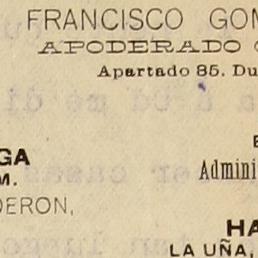 FRANCISCO GOM
APODERADO
Apartado 85. Du
GA
M.
DERON,
Admini
HA
LA UÑA,